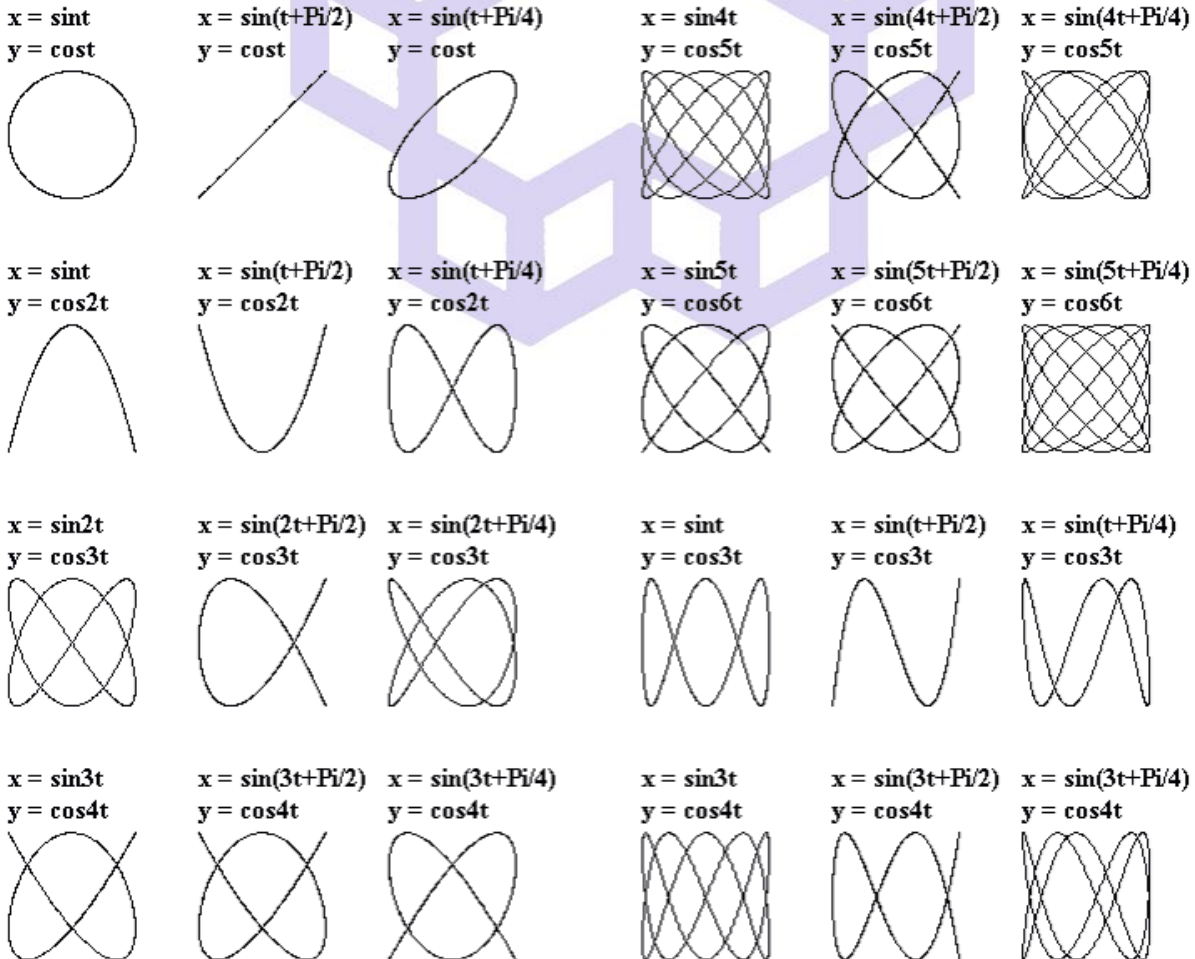 x = sint
y = cost
x = sin(t+Pi/2)
y = cost
x = sin(t+Pi/4)
y = cost
x = sin4t
y = cos5t
x = sin(4t+Pi/2)
y = cos5t
x = sin(4t+Pi/4)
y = cos5t
x = sint
y = cos2t
x = sin(t+Pi/2)
y = cos2t
x = sin(t+Pi/4)
y = cos2t
x = sin5t
y = cos6t
x = sin(5t+Pi/2)
y = cos6t
x = sin(5t+Pi/4)
y = cos6t
x = sin2t
y = cos3t
x = sin(2t+Pi/2)
y = cos3t
x = sin(2t+Pi/4)
y = cos3t
x = sint
y = cos3t
x = sin(t+Pi/2)
y = cos3t
x = sin(t+Pi/4)
y = cos3t
x = sin3t
y = cos4t
x = sin(3t+Pi/2)
y = cos4t
x = sin(3t+Pi/4)
y = cos4t
x = sin3t
y = cos4t
x = sin(3t+Pi/2)
y = cos4t
x = sin(3t+Pi/4)
y = cos4t